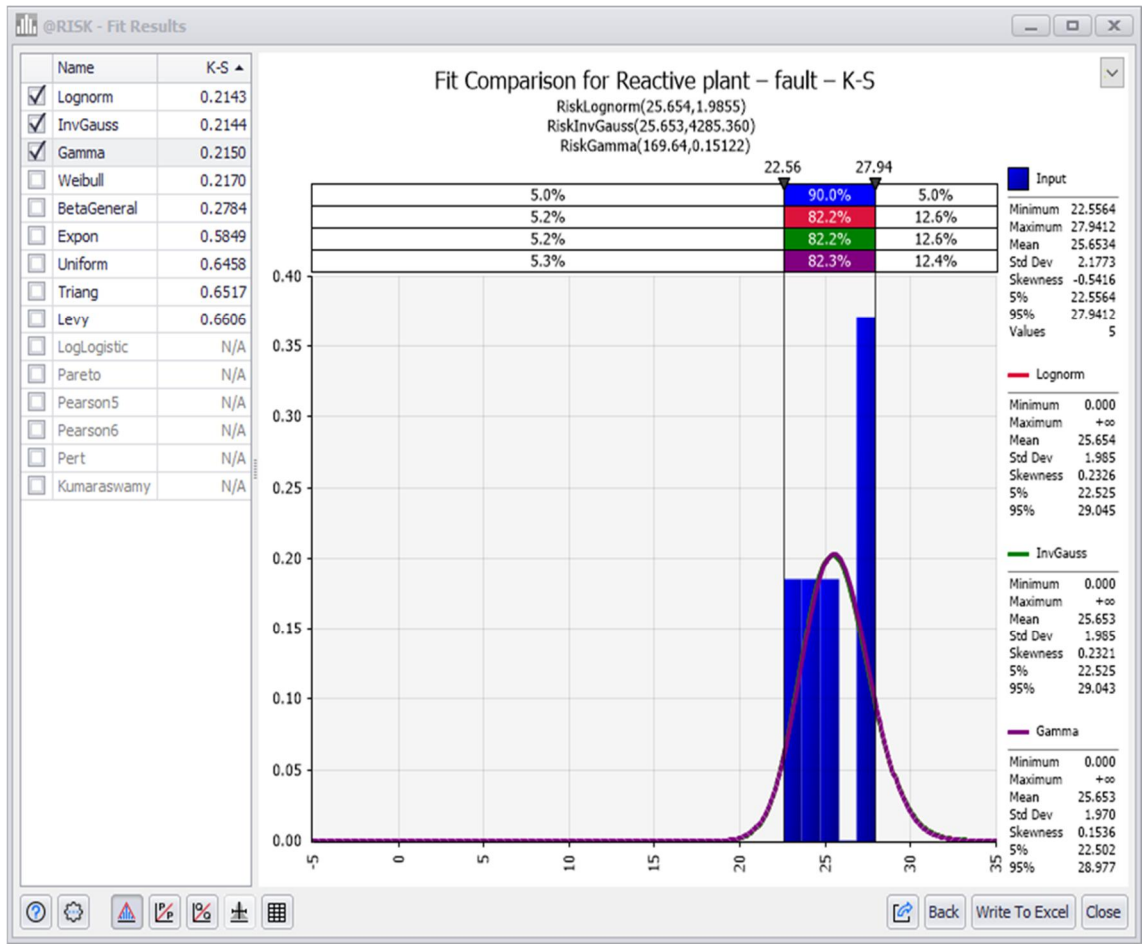 @RISK - Fit Results
Name K-S
Lognorm 0.2143
InvGauss 0.2144
Gamma 0.2150
Weibull 0.2170
BetaGeneral 0.2784
Expon 0.5849
Uniform 0.6458
Triang 0.6517
Levy 0.6606
LogLogistic N/A
Pareto N/A
Pearson5 N/A
Pearson6 N/A
Pert N/A
Kumaraswamy N/A
Fit Comparison for Reactive plant – fault – K-S
RiskLognorm(25.654,1.9855)
RiskInvGauss(25.653,4285.360)
RiskGamma(169.64,0.15122)
22.56 27.94
5.0% 90.0% 5.0%
5.2% 82.2% 12.6%
5.2% 82.2% 12.6%
5.3% 82.3% 12.4%
0.40
0.35
0.30
0.25
0.20
0.15
0.10
0.05
0.00
-5 0 5 10 15 20 25 30 35
Input
Minimum 22.5564
Maximum 27.9412
Mean 25.6534
Std Dev 2.1773
Skewness -0.5416
5% 22.5564
95% 27.9412
Values 5
Lognorm
Minimum 0.000
Maximum +∞
Mean 25.654
Std Dev 1.985
Skewness 0.2326
5% 22.525
95% 29.045
InvGauss
Minimum 0.000
Maximum +∞
Mean 25.653
Std Dev 1.985
Skewness 0.2321
5% 22.525
95% 29.043
Gamma
Minimum 0.000
Maximum +∞
Mean 25.653
Std Dev 1.970
Skewness 0.1536
5% 22.502
95% 28.977
? P P Q Q
Back Write To Excel Close